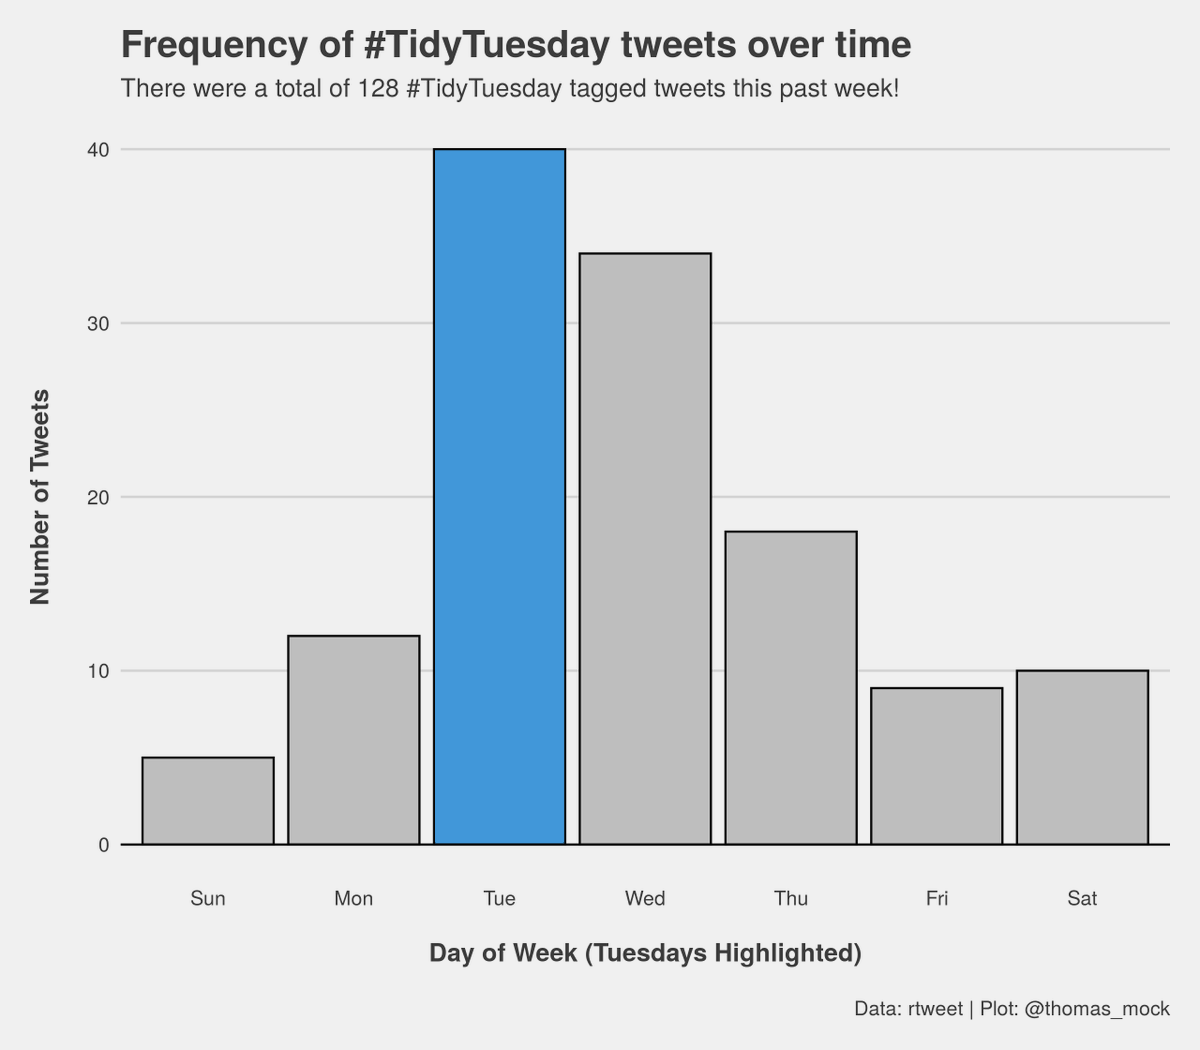 Frequency of #TidyTuesday tweets over time
There were a total of 128 #TidyTuesday tagged tweets this past week!
40
30
20
10
0
Number of Tweets
Sun Mon Tue Wed Thu Fri Sat
Day of Week (Tuesdays Highlighted)
Data: rtweet | Plot: @thomas_mock